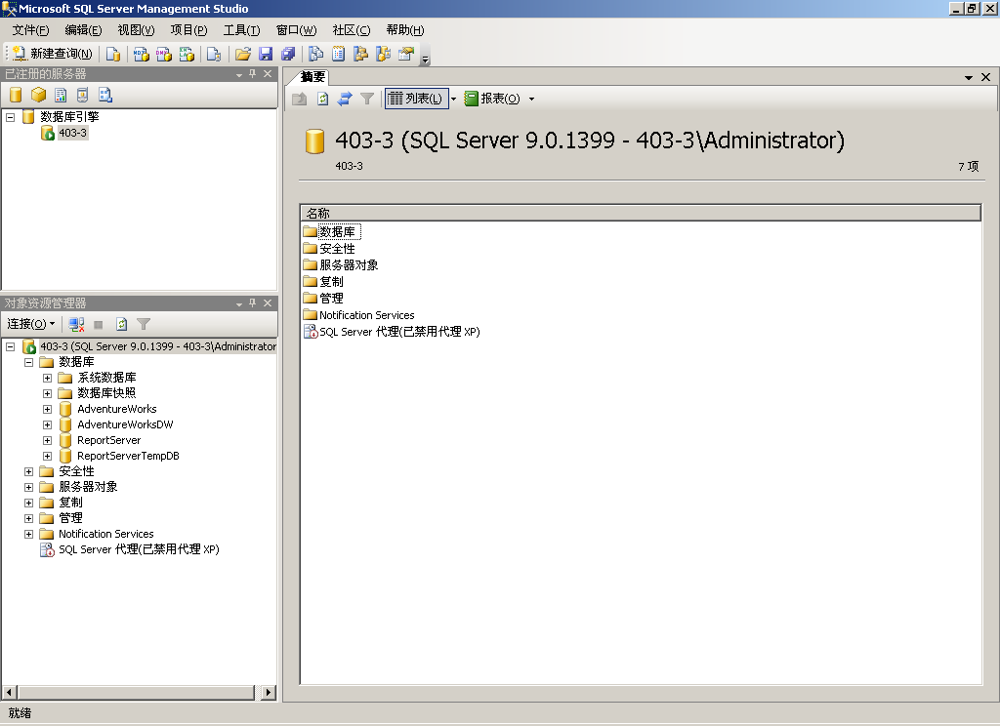 Microsoft SQL Server Management Studio
文件(F) 编辑(E) 视图(V) 项目(P) 工具(T) 窗口(W) 社区(C) 帮助(H)
新建查询(N)
已注册的服务器
数据库引擎
403-3
对象资源管理器
连接(O)
403-3 (SQL Server 9.0.1399 - 403-3\Administrator
数据库
系统数据库
数据库快照
AdventureWorks
AdventureWorksDW
ReportServer
ReportServerTempDB
安全性
服务器对象
复制
管理
Notification Services
SQL Server 代理(已禁用代理 XP)
摘要
列表(L) 报表(O)
403-3 (SQL Server 9.0.1399 - 403-3\Administrator)
403-3 7 项
名称
数据库
安全性
服务器对象
复制
管理
Notification Services
SQL Server 代理(已禁用代理 XP)
就绪